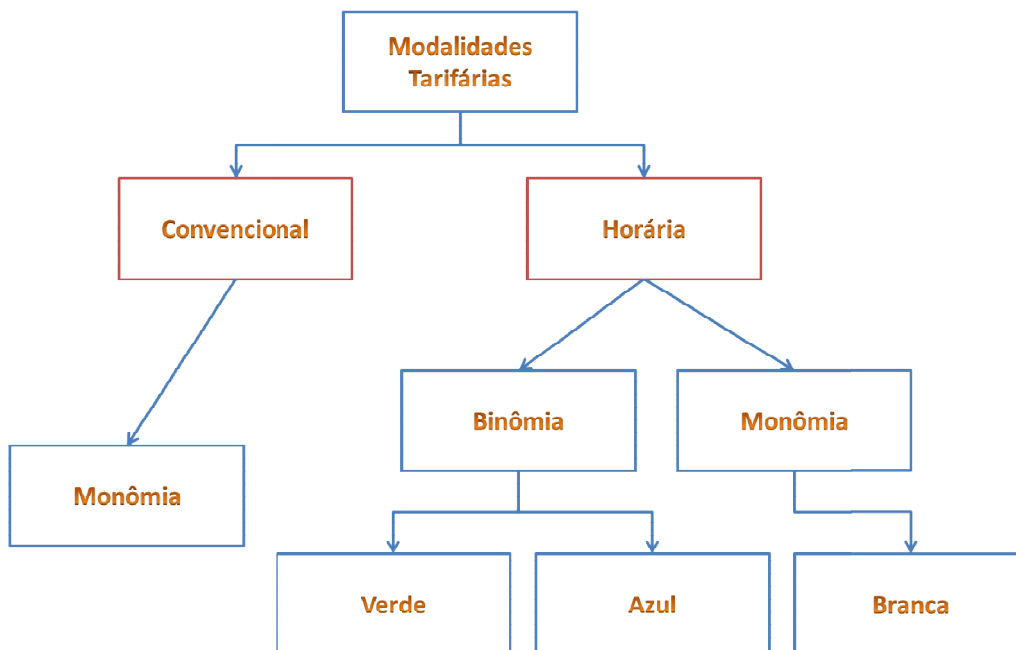 Modalidades
Tarifárias
Convencional
Horária
Binômia
Monômia
Monômia
Verde
Azul
Branca